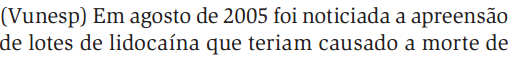 (Vunesp) Em agosto de 2005 foi noticiada a apreensão
de lotes de lidocaína que teriam causado a morte de